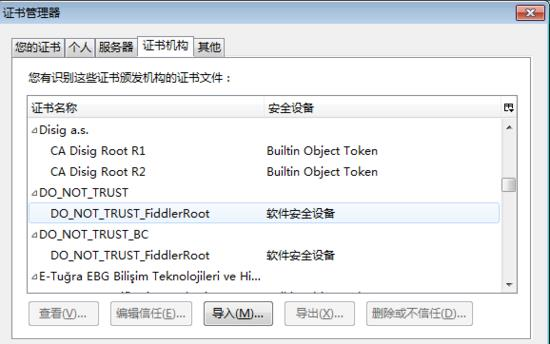 证书管理器
您的证书 个人 服务器 证书机构 其他
您有识别这些证书颁发机构的证书文件：
证书名称 安全设备
Disig a.s.
CA Disig Root R1 Builtin Object Token
CA Disig Root R2 Builtin Object Token
DO_NOT_TRUST
DO_NOT_TRUST_FiddlerRoot 软件安全设备
DO_NOT_TRUST_BC
DO_NOT_TRUST_FiddlerRoot 软件安全设备
E-Tuğra EBG Bilişim Teknolojileri ve Hi...
查看(V)... 编辑信任(E)... 导入(M)... 导出(X)... 删除或不信任(D)...